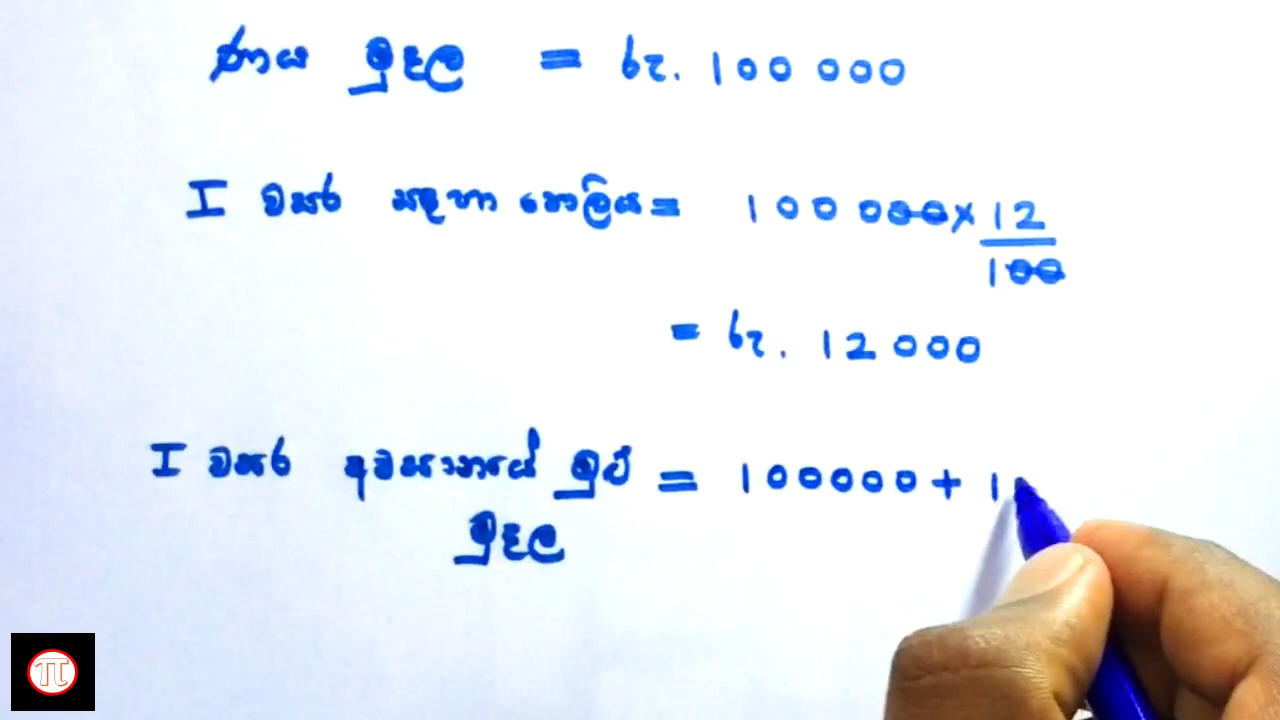 ණය මුදල = රු. 100 000
I වසර සඳහා පොලිය = 100 000 × 12/100
= රු. 12 000
I වසර අවසානයේ මුළු = 100000 + 1
මුදල
π